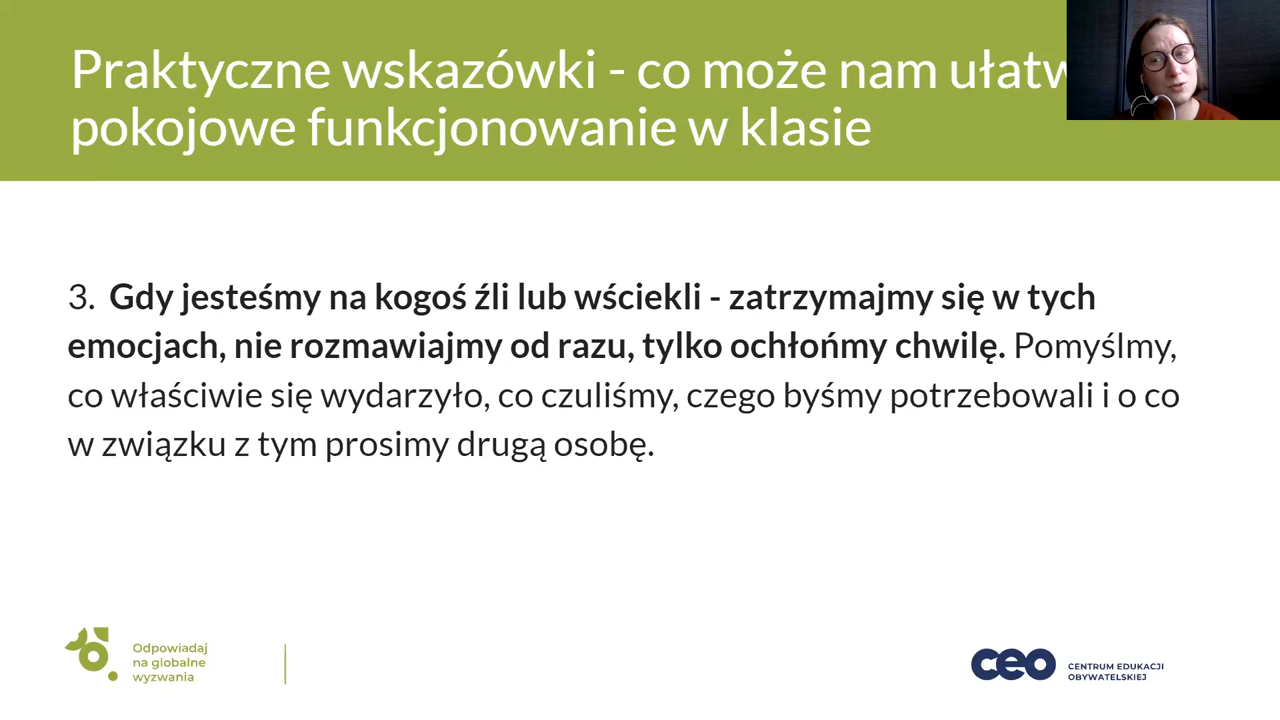 Praktyczne wskazówki - co może nam
pokojowe funkcjonowanie w klasie
3. Gdy jesteśmy na kogoś źli lub wściekli - zatrzymajmy się w tych
emocjach, nie rozmawiajmy od razu, tylko ochłońmy chwilę. Pomyślmy,
co właściwie się wydarzyło, co czuliśmy, czego byśmy potrzebowali i o co
w związku z tym prosimy drugą osobę.
Odpowiadaj
na globalne
wyzwania
ceo CENTRUM EDUKACJI
OBYWATELSKIEJ